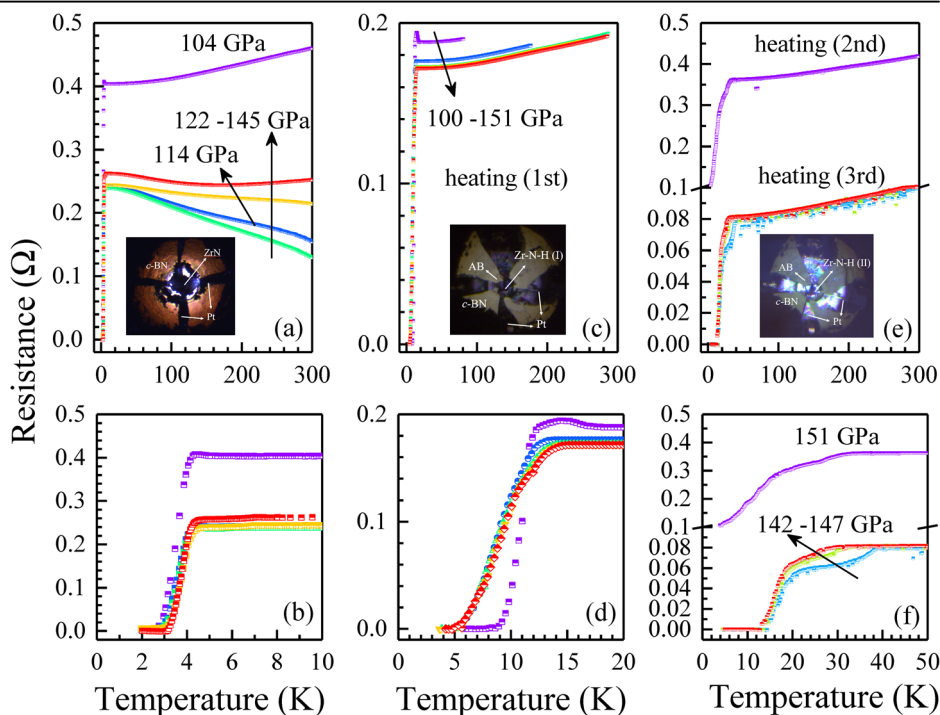 Resistance (Ω)
0.5
0.4
0.3
0.2
0.1
0.0
0
100
200
300
104 GPa
122 -145 GPa
114 GPa
c-BN
ZrN
Pt
(a)
0.2
0.1
0.0
0
100
200
300
100 -151 GPa
heating (1st)
AB
Zr-N-H (I)
c-BN
Pt
(c)
0.5
0.4
0.3
0.2
0.1
0.08
0.06
0.04
0.02
0.00
0
100
200
300
heating (2nd)
heating (3rd)
AB
Zr-N-H (II)
c-BN
Pt
(e)
0.5
0.4
0.3
0.2
0.1
0.0
0
2
4
6
8
10
(b)
Temperature (K)
0.2
0.1
0.0
0
5
10
15
20
(d)
Temperature (K)
0.5
0.4
0.3
0.2
0.1
0.08
0.06
0.04
0.02
0.00
0
10
20
30
40
50
151 GPa
142 -147 GPa
(f)
Temperature (K)